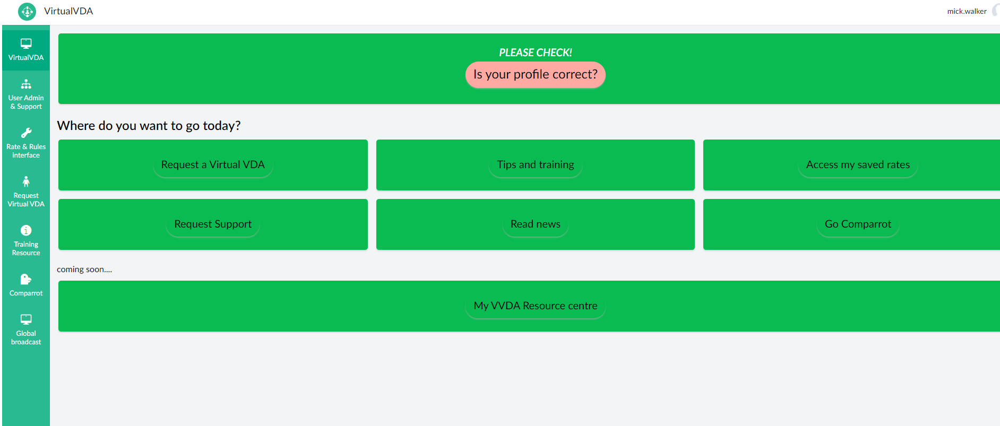 VirtualVDA
mick.walker
VirtualVDA
User Admin
& Support
Rate & Rules
interface
Request
Virtual VDA
Training
Resource
Comparrot
Global
broadcast
PLEASE CHECK!
Is your profile correct?
Where do you want to go today?
Request a Virtual VDA
Tips and training
Access my saved rates
Request Support
Read news
Go Comparrot
coming soon....
My VVDA Resource centre